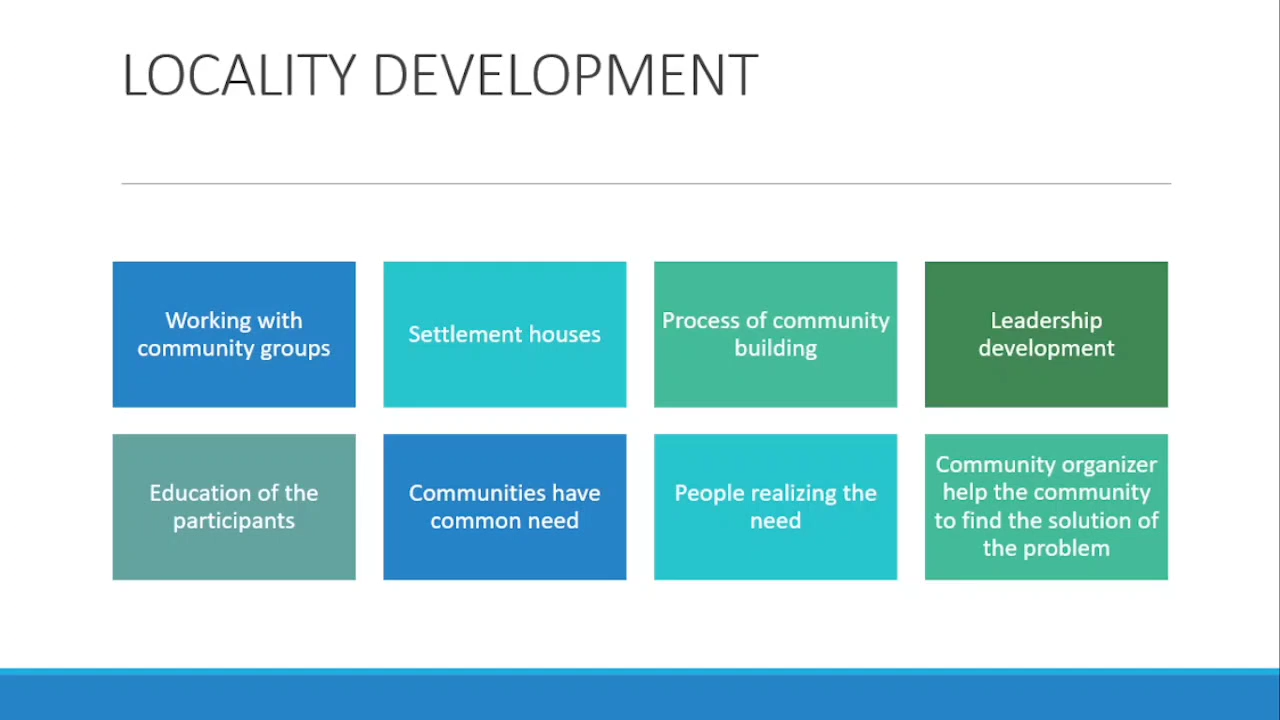 LOCALITY DEVELOPMENT
Working with
community groups
Settlement houses
Process of community
building
Leadership
development
Education of the
participants
Communities have
common need
People realizing the
need
Community organizer
help the community
to find the solution of
the problem